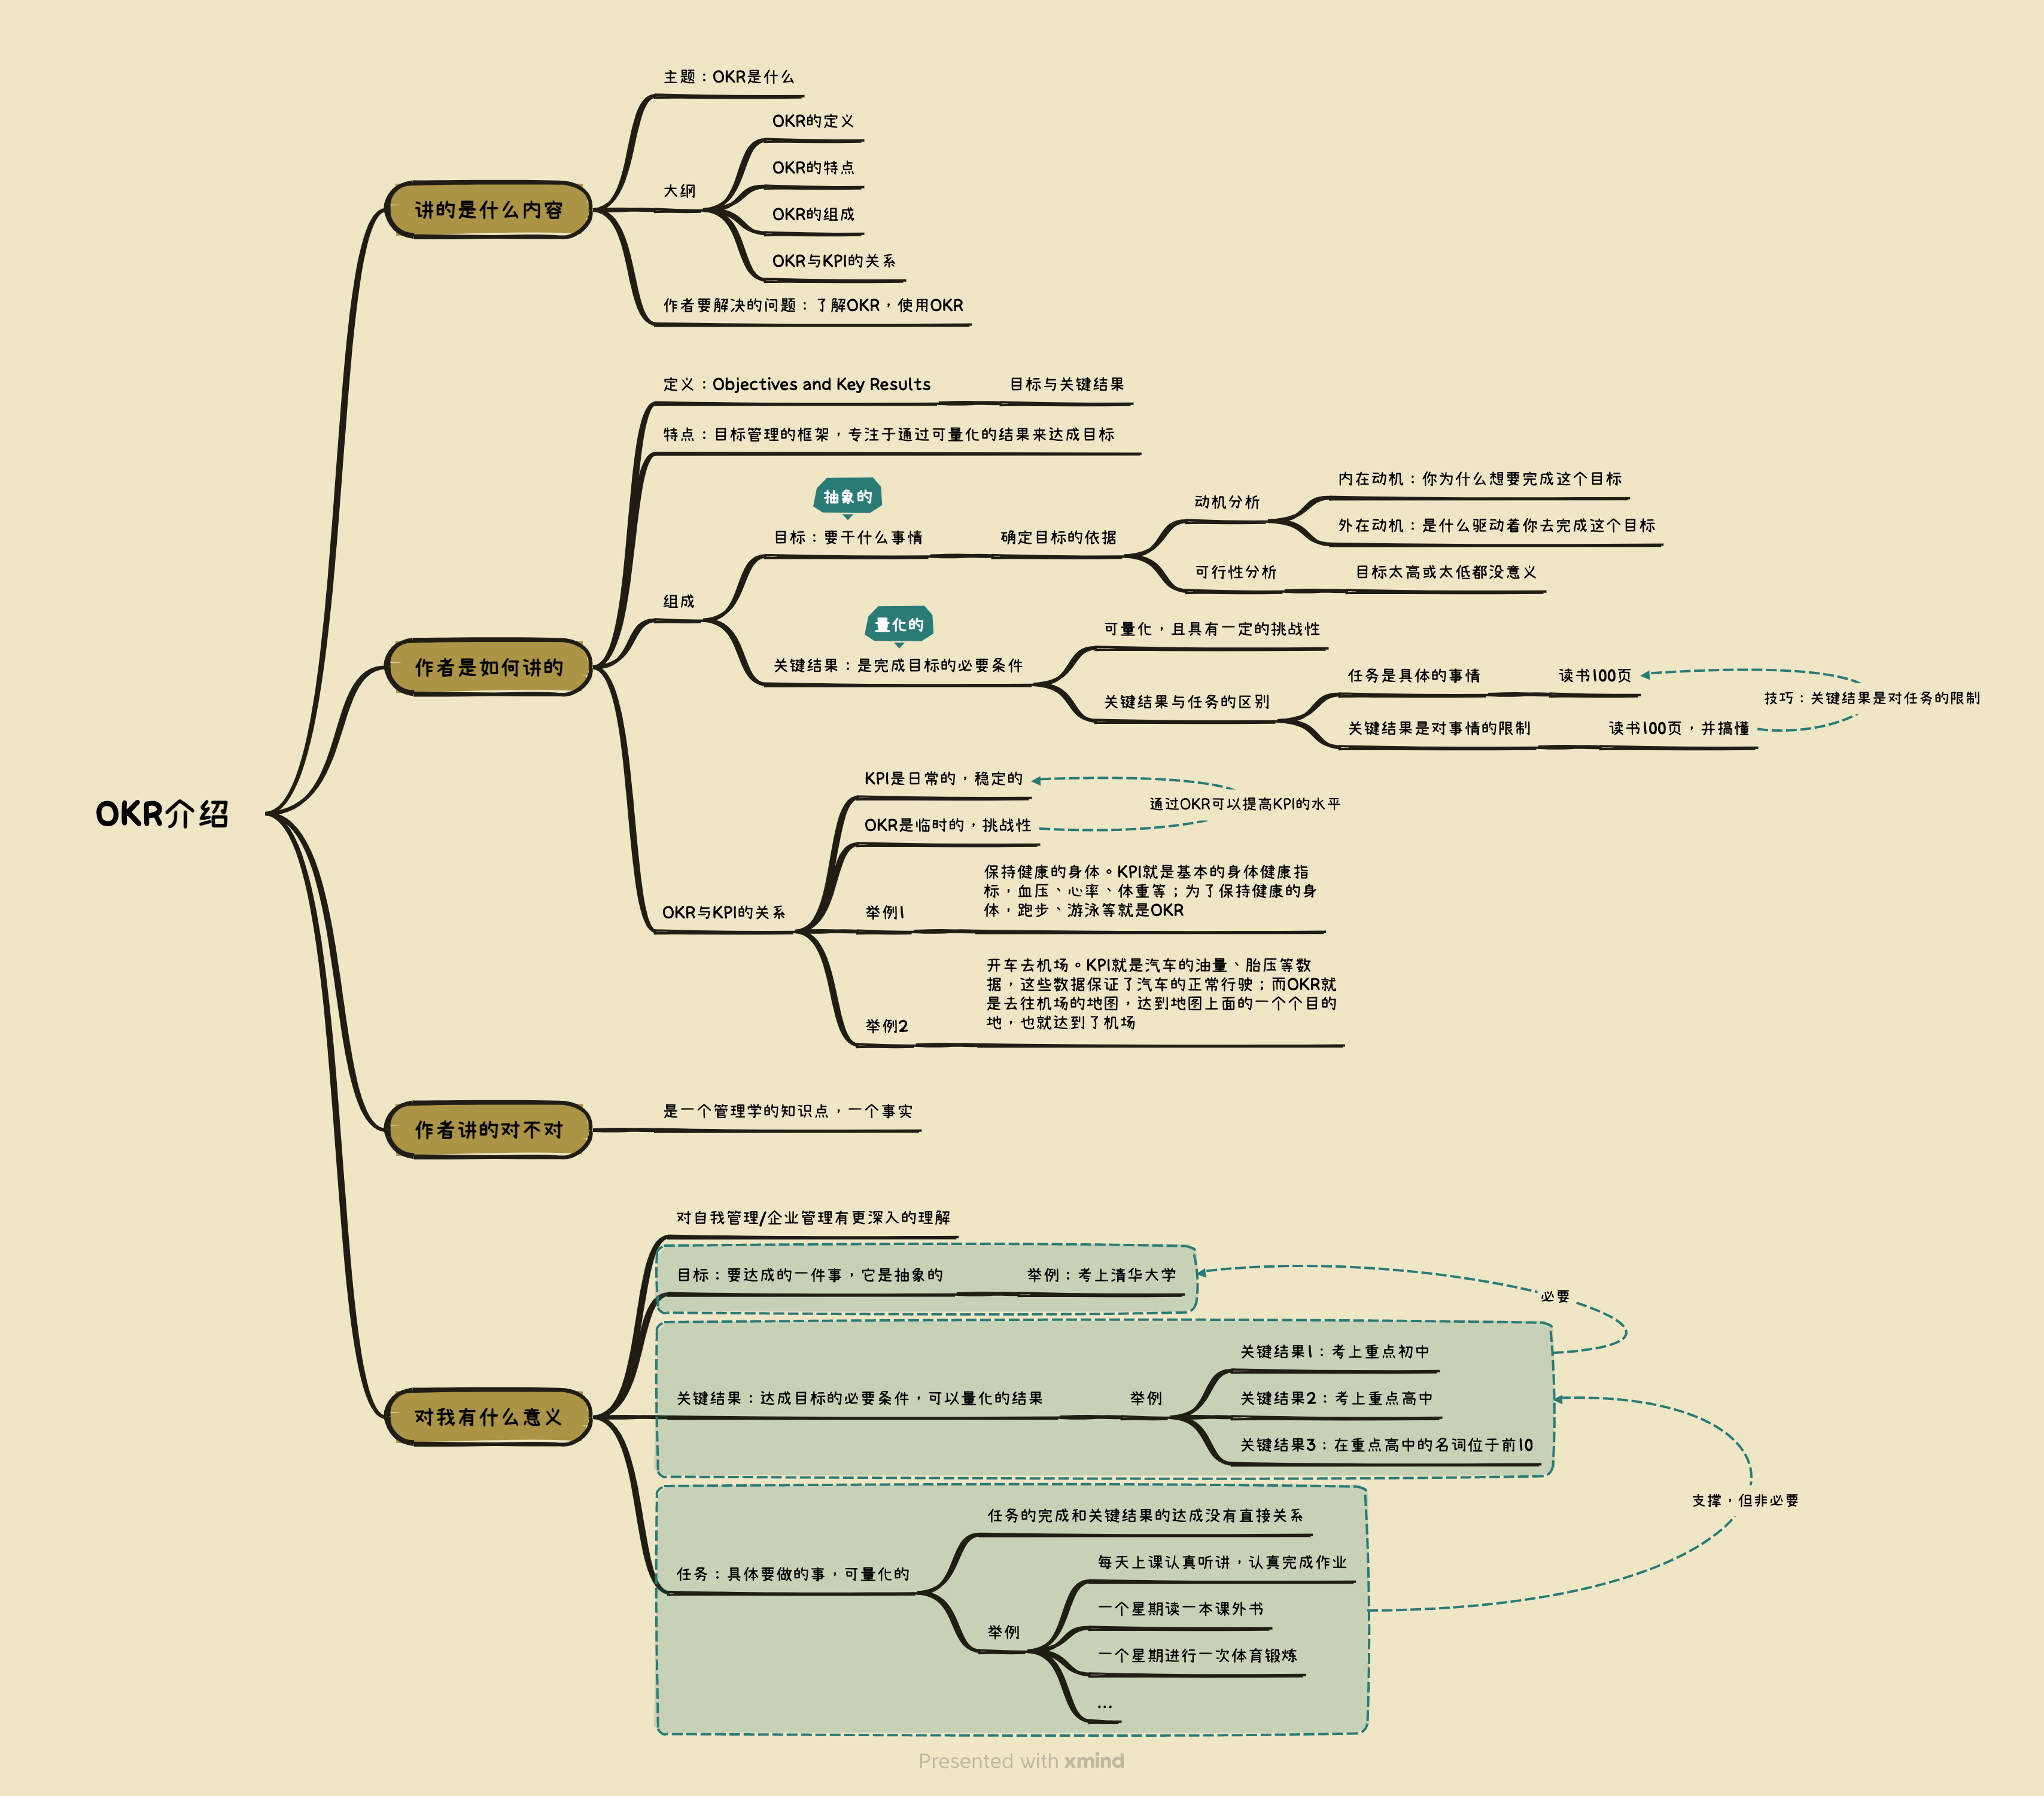 OKR介绍
讲的是什么内容
主题：OKR是什么
大纲
OKR的定义
OKR的特点
OKR的组成
OKR与KPI的关系
作者要解决的问题：了解OKR，使用OKR
作者是如何讲的
定义：Objectives and Key Results
目标与关键结果
特点：目标管理的框架，专注于通过可量化的结果来达成目标
组成
抽象的
目标：要干什么事情
确定目标的依据
动机分析
内在动机：你为什么想要完成这个目标
外在动机：是什么驱动着你去完成这个目标
可行性分析
目标太高或太低都没意义
量化的
关键结果：是完成目标的必要条件
可量化，且具有一定的挑战性
关键结果与任务的区别
任务是具体的事情
读书100页
关键结果是对事情的限制
读书100页，并搞懂
技巧：关键结果是对任务的限制
OKR与KPI的关系
KPI是日常的，稳定的
OKR是临时的，挑战性
通过OKR可以提高KPI的水平
举例1
保持健康的身体。KPI就是基本的身体健康指
标，血压、心率、体重等；为了保持健康的身
体，跑步、游泳等就是OKR
举例2
开车去机场。KPI就是汽车的油量、胎压等数
据，这些数据保证了汽车的正常行驶；而OKR就
是去往机场的地图，达到地图上面的一个个目的
地，也就达到了机场
作者讲的对不对
是一个管理学的知识点，一个事实
对我有什么意义
对自我管理/企业管理有更深入的理解
目标：要达成的一件事，它是抽象的
举例：考上清华大学
关键结果：达成目标的必要条件，可以量化的结果
举例
关键结果1：考上重点初中
关键结果2：考上重点高中
关键结果3：在重点高中的名词位于前10
必要
任务：具体要做的事，可量化的
任务的完成和关键结果的达成没有直接关系
举例
每天上课认真听讲，认真完成作业
一个星期读一本课外书
一个星期进行一次体育锻炼
...
支撑，但非必要
Presented with xmind